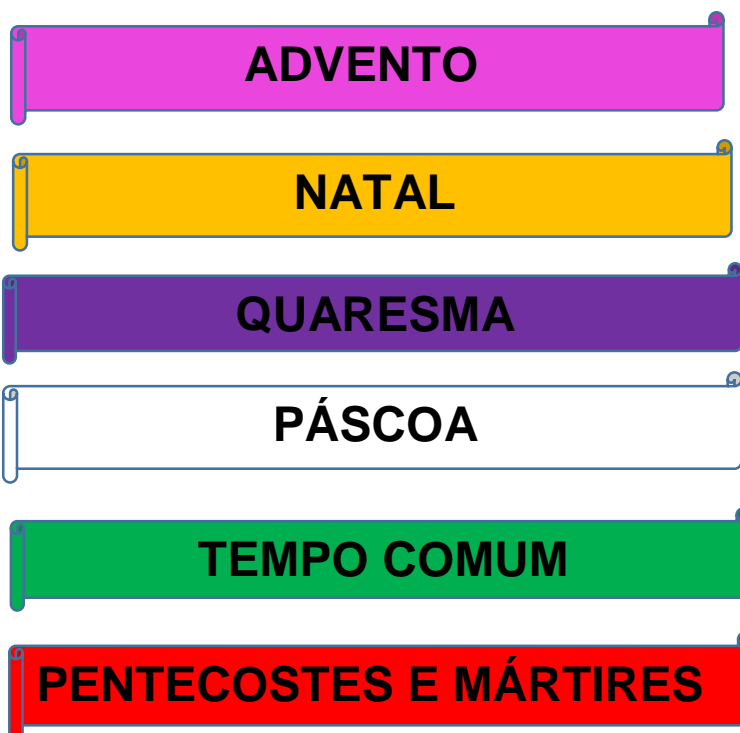 ADVENTO
NATAL
QUARESMA
PÁSCOA
TEMPO COMUM
PENTECOSTES E MÁRTIRES